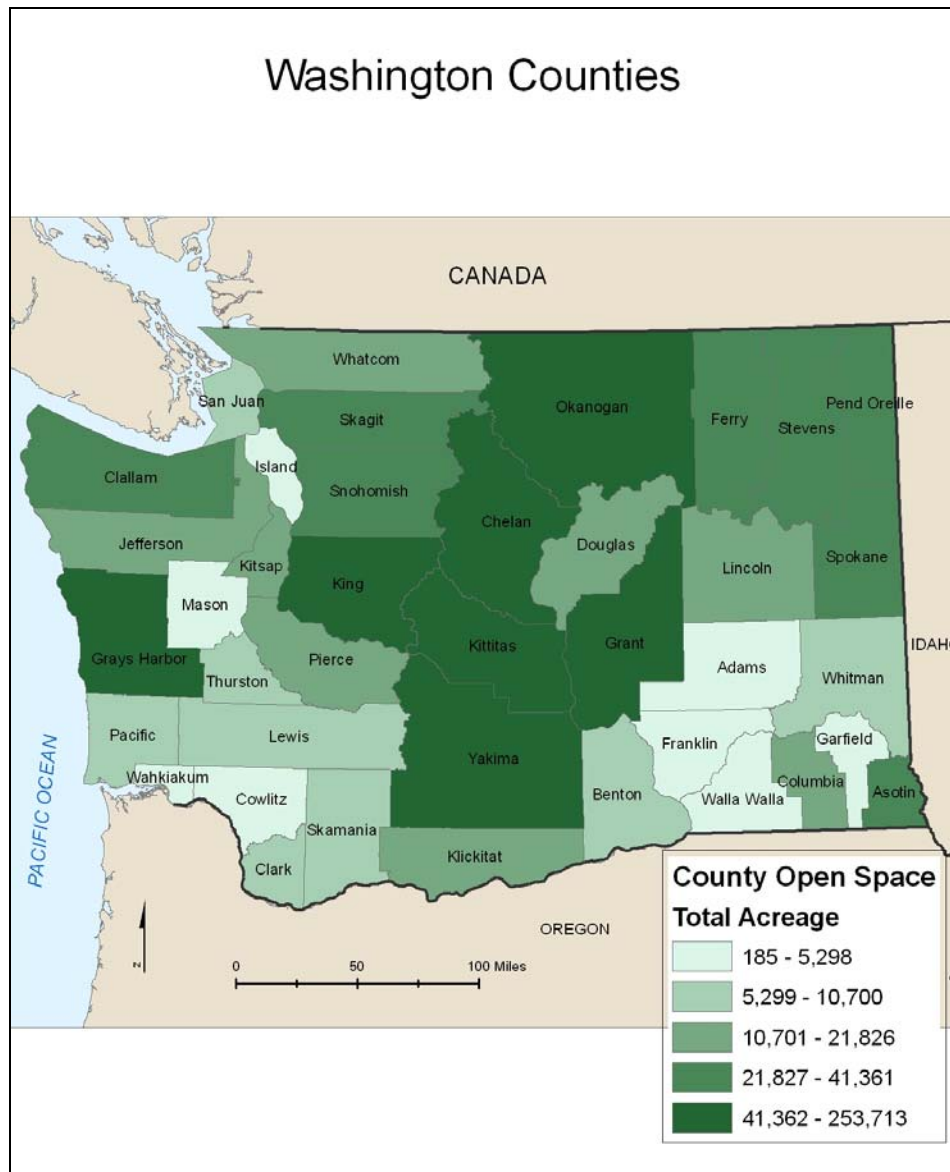 Washington Counties
CANADA
Whatcom
San Juan
Okanogan
Pend Oreille
Skagit
Ferry
Stevens
Island
Clallam
Snohomish
Chelan
Jefferson
Douglas
Spokane
Kitsap
Lincoln
King
Mason
Grays Harbor
Pierce
Kittitas
Grant
IDAHO
Thurston
Adams
Whitman
Pacific
Lewis
Franklin
Garfield
Yakima
Wahkiakum
Cowlitz
Columbia
Benton
Walla Walla
Asotin
Skamania
Klickitat
Clark
PACIFIC OCEAN
OREGON
N
0 50 100 Miles
County Open Space
Total Acreage
185 - 5,298
5,299 - 10,700
10,701 - 21,826
21,827 - 41,361
41,362 - 253,713